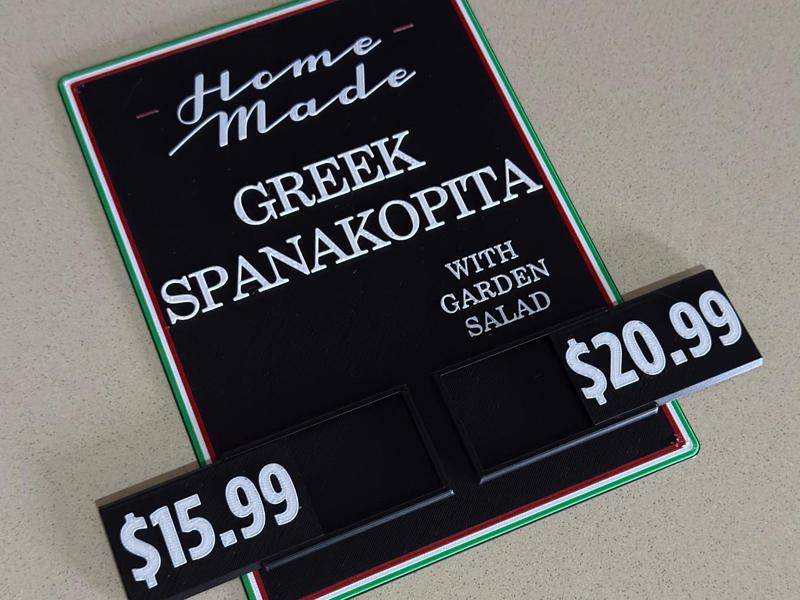 Home
Made
GREEK
SPANAKOPITA
WITH
GARDEN
SALAD
$15.99
$20.99